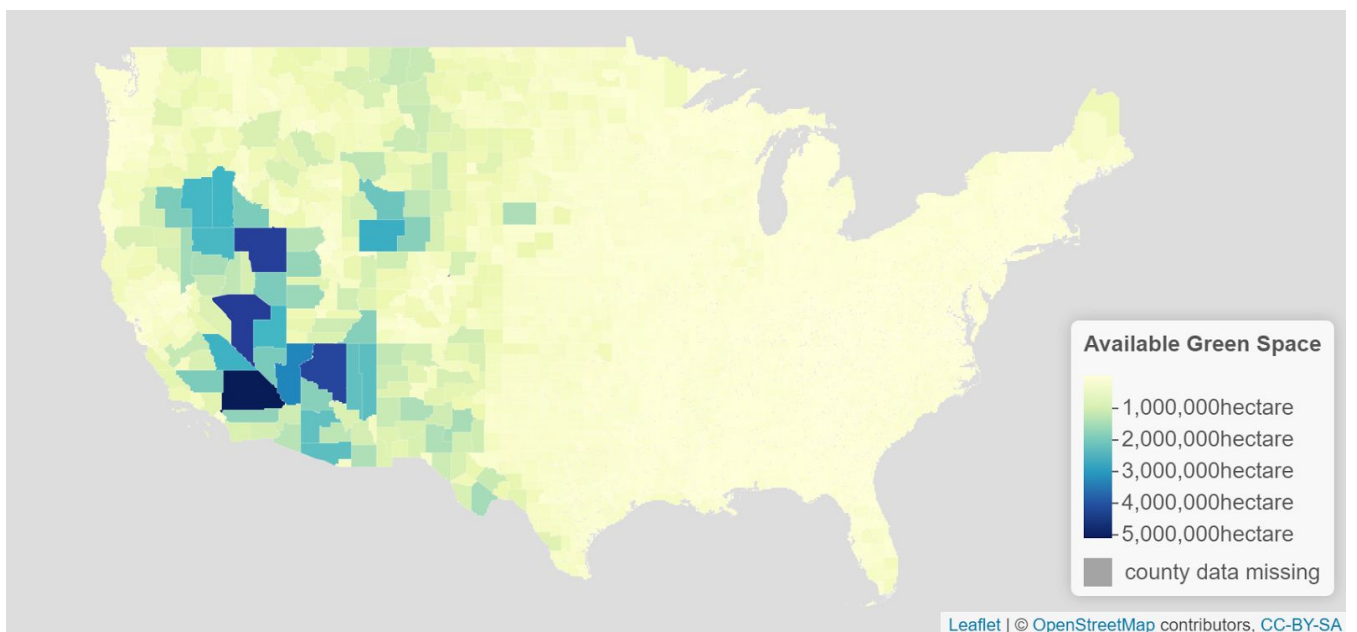 Available Green Space
1,000,000hectare
2,000,000hectare
3,000,000hectare
4,000,000hectare
5,000,000hectare
county data missing
Leaflet | © OpenStreetMap contributors, CC-BY-SA